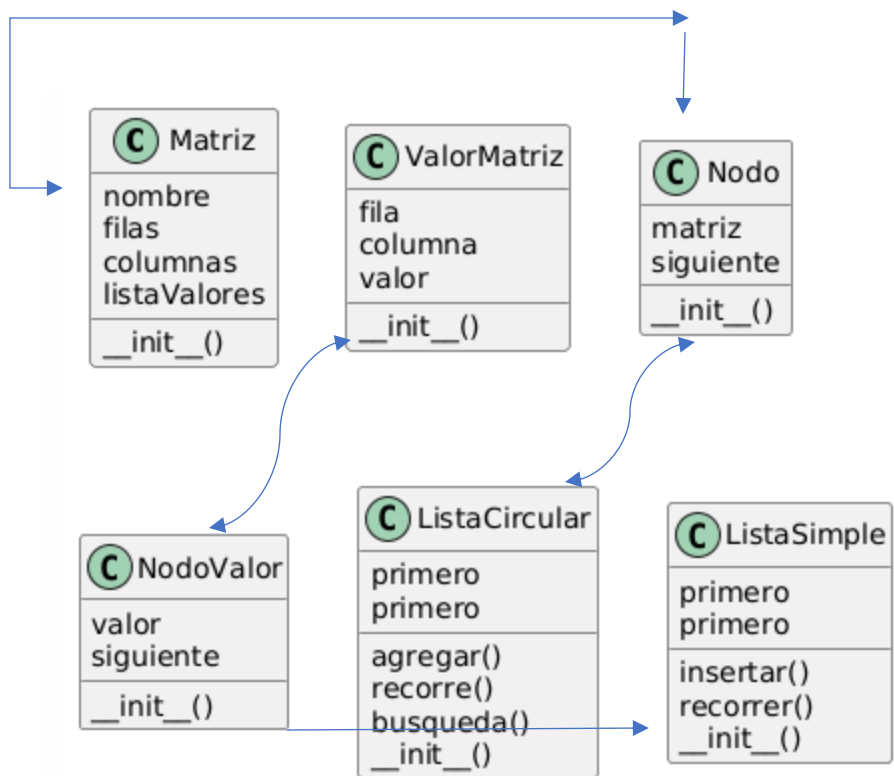 C Matriz
nombre
filas
columnas
listaValores
__init__()
C ValorMatriz
fila
columna
valor
__init__()
C Nodo
matriz
siguiente
__init__()
C NodoValor
valor
siguiente
__init__()
C ListaCircular
primero
primero
agregar()
recorre()
busqueda()
__init__()
C ListaSimple
primero
primero
insertar()
recorrer()
__init__()